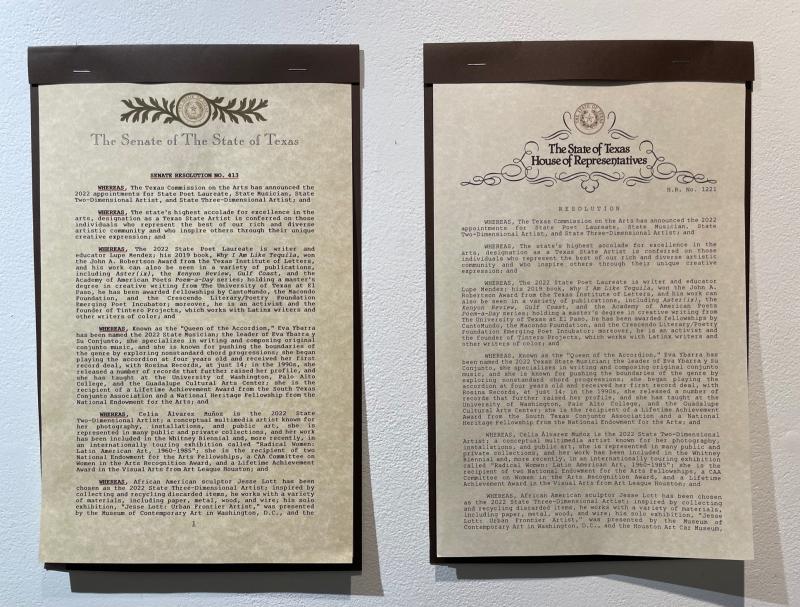 The Senate of The State of Texas
SENATE RESOLUTION NO. 413
WHEREAS, The Texas Commission on the Arts has announced the
2022 appointments for State Poet Laureate, State Musician, State
Two-Dimensional Artist, and State Three-Dimensional Artist; and
WHEREAS, The state's highest accolade for excellence in the
arts, designation as a Texas State Artist is conferred on those
individuals who represent the best of our rich and diverse
artistic community and who inspire others through their unique
creative expression; and
WHEREAS, The 2022 State Poet Laureate is writer and
educator Lupe Mendez; his 2019 book, Why I Am Like Tequila, won
the John A. Robertson Award from the Texas Institute of Letters,
and his work can also be seen in a variety of publications,
including Aster(ix), the Kenyon Review, Gulf Coast, and the
Academy of American Poets Poem-a-Day series; holding a master's
degree in creative writing from The University of Texas at El
Paso, he has been awarded fellowships by CantoMundo, the Macondo
Foundation, and the Crescendo Literary/Poetry Foundation
Emerging Poet Incubator; moreover, he is an activist and the
founder of Tintero Projects, which works with Latinx writers and
other writers of color; and
WHEREAS, Known as the "Queen of the Accordion," Eva Ybarra
has been named the 2022 State Musician; the leader of Eva Ybarra y
Su Conjunto, she specializes in writing and composing original
conjunto music, and she is known for pushing the boundaries of
the genre by exploring nonstandard chord progressions; she began
playing the accordion at four years old and received her first
record deal, with Rosina Records, at just 14; in the 1990s, she
released a number of records that further raised her profile, and
she has taught at the University of Washington, Palo Alto
College, and the Guadalupe Cultural Arts Center; she is the
recipient of a Lifetime Achievement Award from the South Texas
Conjunto Association and a National Heritage Fellowship from the
National Endowment for the Arts; and
WHEREAS, Celia Álvarez Muñoz is the 2022 State
Two-Dimensional Artist; a conceptual multimedia artist known for
her photography, installations, and public art, she is
represented in many public and private collections, and her work
has been included in the Whitney Biennial and, more recently, in
an internationally touring exhibition called "Radical Women:
Latin American Art, 1960-1985"; she is the recipient of two
National Endowment for the Arts fellowships, a CAA Committee on
Women in the Arts Recognition Award, and a Lifetime Achievement
Award in the Visual Arts from Art League Houston; and
WHEREAS, African American sculptor Jesse Lott has been
chosen as the 2022 State Three-Dimensional Artist; inspired by
collecting and recycling discarded items, he works with a variety
of materials, including paper, metal, wood, and wire; his solo
exhibition, "Jesse Lott: Urban Frontier Artist," was presented
by the Museum of Contemporary Art in Washington, D.C., and the
1
The State of Texas
House of Representatives
H.R. No. 1221
RESOLUTION
WHEREAS, The Texas Commission on the Arts has announced the 2022
appointments for State Poet Laureate, State Musician, State
Two-Dimensional Artist, and State Three-Dimensional Artist; and
WHEREAS, The state's highest accolade for excellence in the
arts, designation as a Texas State Artist is conferred on those
individuals who represent the best of our rich and diverse artistic
community and who inspire others through their unique creative
expression; and
WHEREAS, The 2022 State Poet Laureate is writer and educator
Lupe Mendez; his 2019 book, Why I Am Like Tequila, won the John A.
Robertson Award from the Texas Institute of Letters, and his work can
also be seen in a variety of publications, including Aster(ix), the
Kenyon Review, Gulf Coast, and the Academy of American Poets
Poem-a-Day series; holding a master's degree in creative writing from
The University of Texas at El Paso, he has been awarded fellowships by
CantoMundo, the Macondo Foundation, and the Crescendo Literary/Poetry
Foundation Emerging Poet Incubator; moreover, he is an activist and
the founder of Tintero Projects, which works with Latinx writers and
other writers of color; and
WHEREAS, Known as the "Queen of the Accordion," Eva Ybarra has
been named the 2022 Texas State Musician; the leader of Eva Ybarra y Su
Conjunto, she specializes in writing and composing original conjunto
music, and she is known for pushing the boundaries of the genre by
exploring nonstandard chord progressions; she began playing the
accordion at four years old and received her first record deal, with
Rosina Records, at just 14; in the 1990s, she released a number of
records that further raised her profile, and she has taught at the
University of Washington, Palo Alto College, and the Guadalupe
Cultural Arts Center; she is the recipient of a Lifetime Achievement
Award from the South Texas Conjunto Association and a National
Heritage Fellowship from the National Endowment for the Arts; and
WHEREAS, Celia Álvarez Muñoz is the 2022 State Two-Dimensional
Artist; a conceptual multimedia artist known for her photography,
installations, and public art, she is represented in many public and
private collections, and her work has been included in the Whitney
Biennial and, more recently, in an internationally touring exhibition
called "Radical Women: Latin American Art, 1960-1985"; she is the
recipient of two National Endowment for the Arts fellowships, a CAA
Committee on Women in the Arts Recognition Award, and a Lifetime
Achievement Award in the Visual Arts from Art League Houston; and
WHEREAS, African American sculptor Jesse Lott has been chosen
as the 2022 State Three-Dimensional Artist; inspired by collecting
and recycling discarded items, he works with a variety of materials,
including paper, metal, wood, and wire; his solo exhibition, "Jesse
Lott: Urban Frontier Artist," was presented by the Museum of
Contemporary Art in Washington, D.C., and the Houston Art Car Museum,